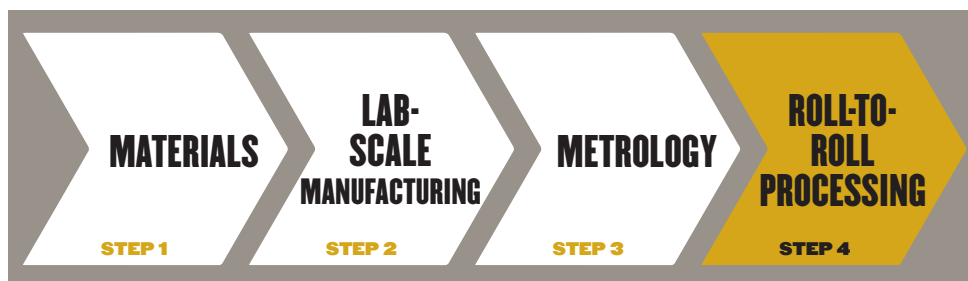 MATERIALS
STEP 1
LAB-
SCALE
MANUFACTURING
STEP 2
METROLOGY
STEP 3
ROLL-TO-
ROLL
PROCESSING
STEP 4